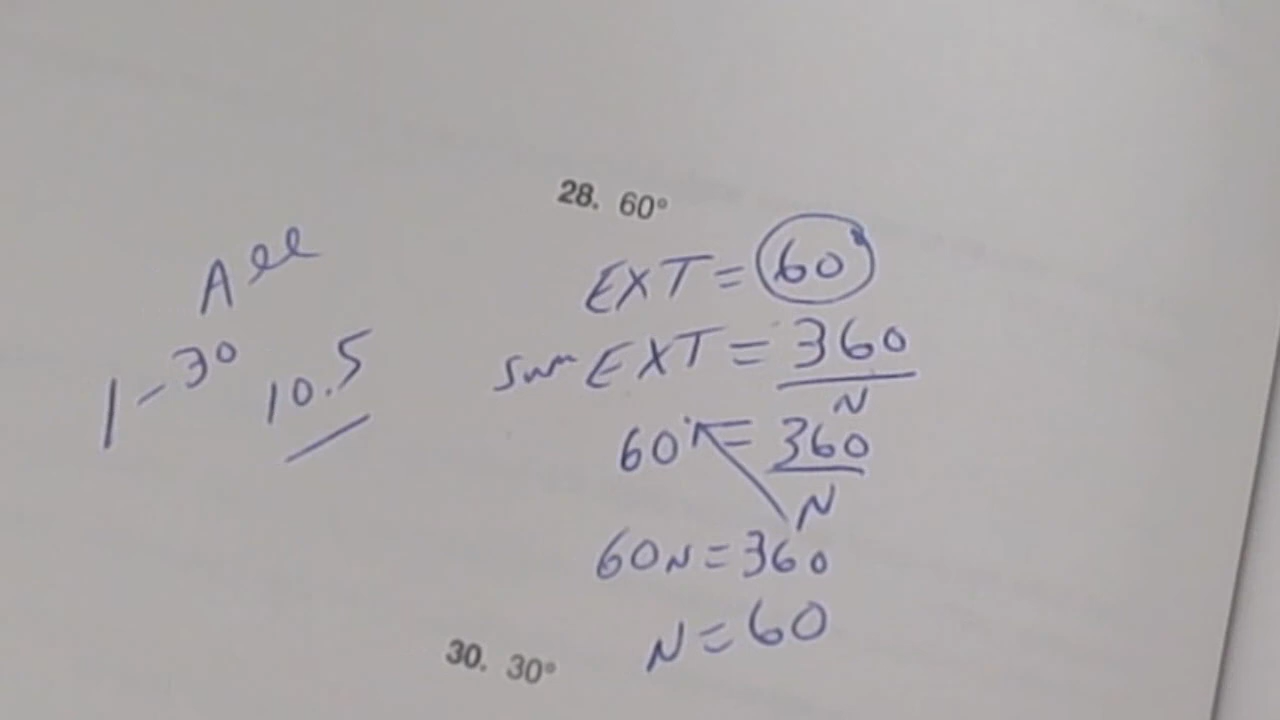 28. 60°
EXT = 60°
Sum EXT = 360
N
60° = 360
N
60N = 360
N = 60
All
1-30 10.5
30. 30°